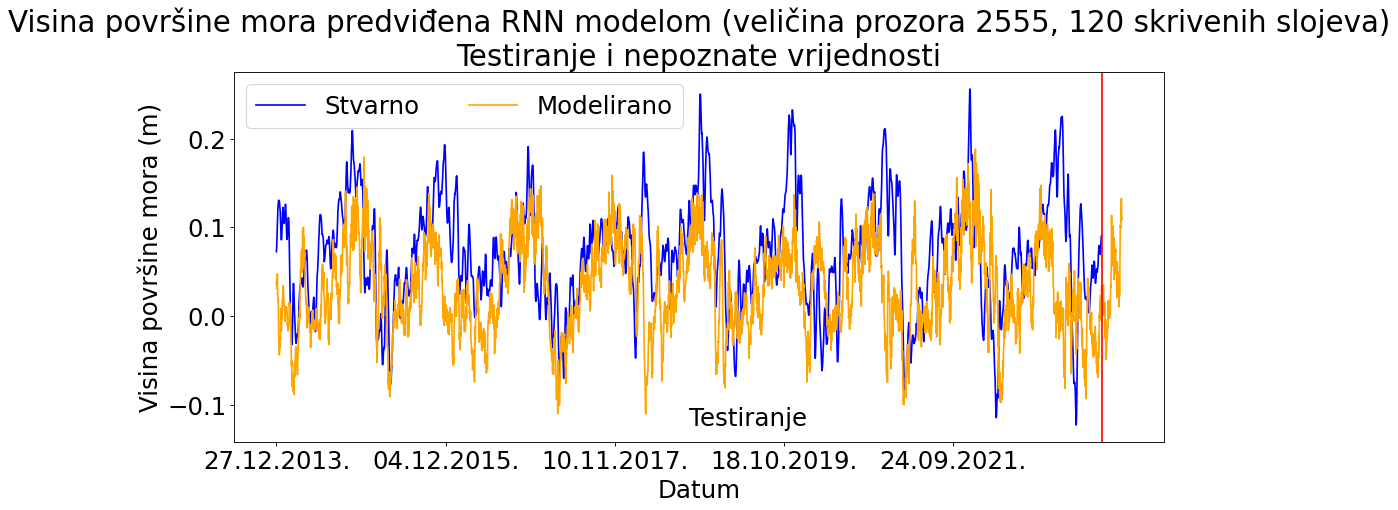 Visina površine mora predviđena RNN modelom (veličina prozora 2555, 120 skrivenih slojeva)
Testiranje i nepoznate vrijednosti
Stvarno Modelirano
Visina površine mora (m)
0.2
0.1
0.0
−0.1
Testiranje
27.12.2013. 04.12.2015. 10.11.2017. 18.10.2019. 24.09.2021.
Datum